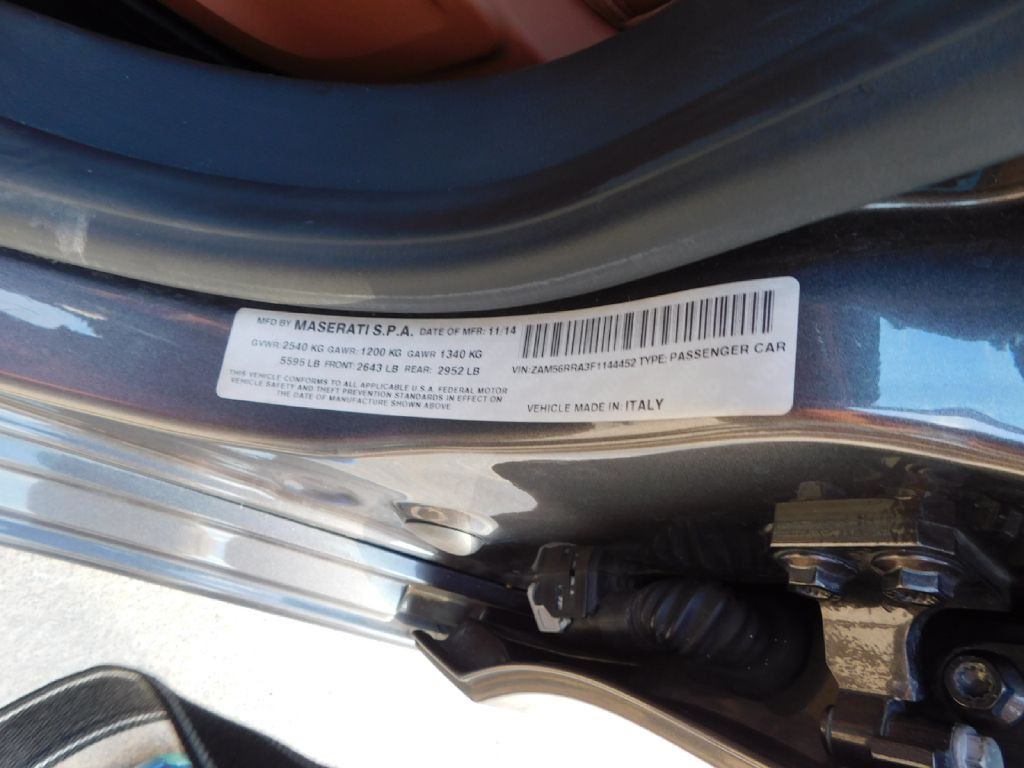 MFD BY MASERATI S.P.A. DATE OF MFR: 11/14
GVWR: 2540 KG GAWR: 1200 KG GAWR 1340 KG
5595 LB FRONT: 2643 LB REAR: 2952 LB
THIS VEHICLE CONFORMS TO ALL APPLICABLE U.S.A. FEDERAL MOTOR
VEHICLE SAFETY AND THEFT PREVENTION STANDARDS IN EFFECT ON
THE DATE OF MANUFACTURE SHOWN ABOVE
VIN:ZAM56RRA3F1144452 TYPE: PASSENGER CAR
VEHICLE MADE IN: ITALY